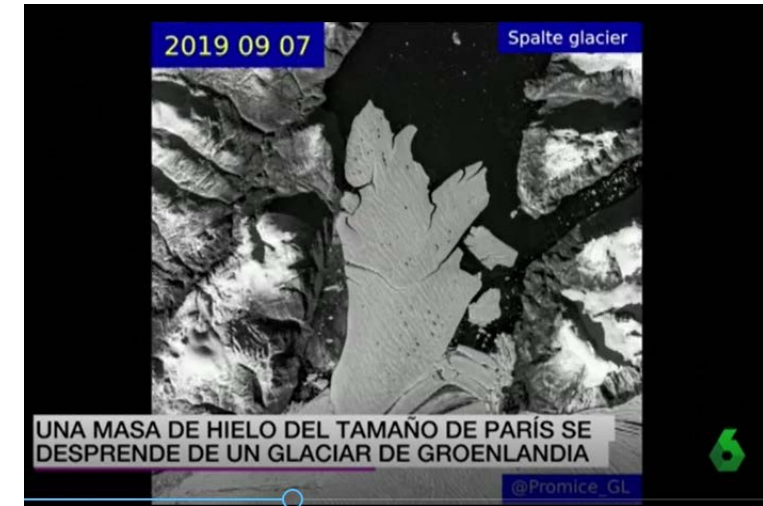 2019 09 07
Spalte glacier
UNA MASA DE HIELO DEL TAMAÑO DE PARÍS SE
DESPRENDE DE UN GLACIAR DE GROENLANDIA
@Promice_GL